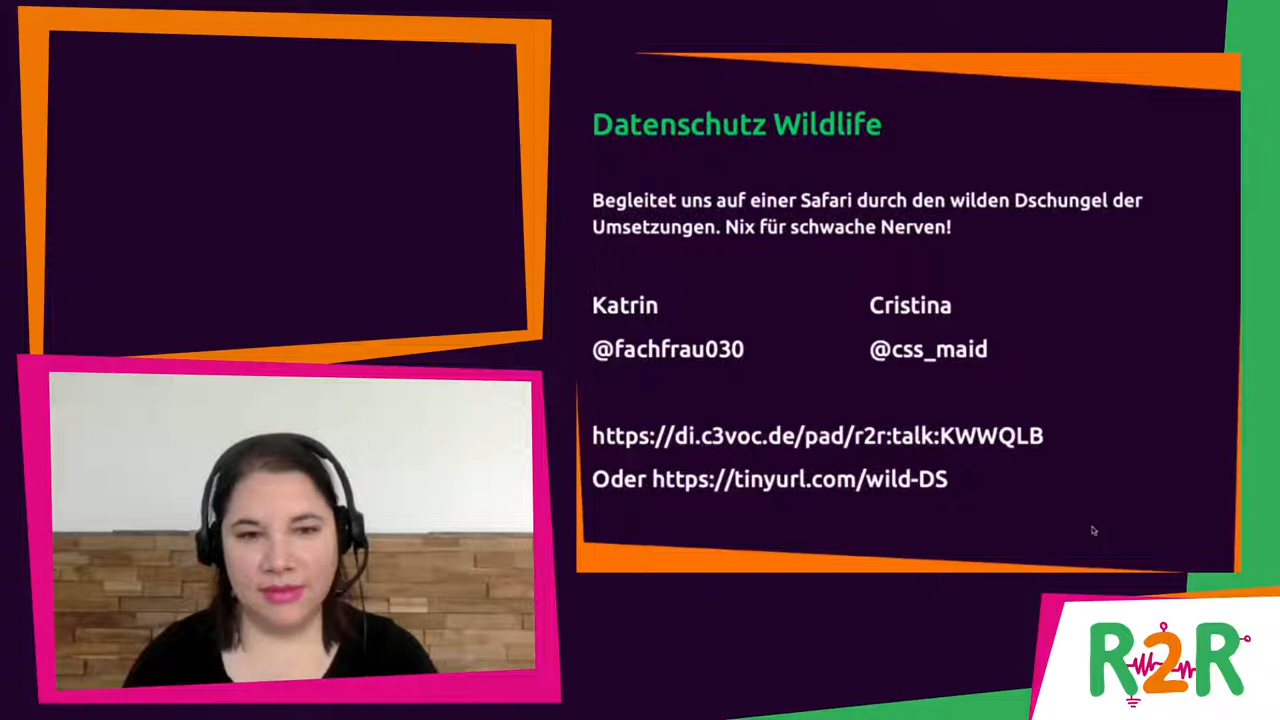 Datenschutz Wildlife
Begleitet uns auf einer Safari durch den wilden Dschungel der
Umsetzungen. Nix für schwache Nerven!
Katrin
Cristina
@fachfrau030
@css_maid
https://di.c3voc.de/pad/r2r:talk:KWWQLB
Oder https://tinyurl.com/wild-DS
R2R